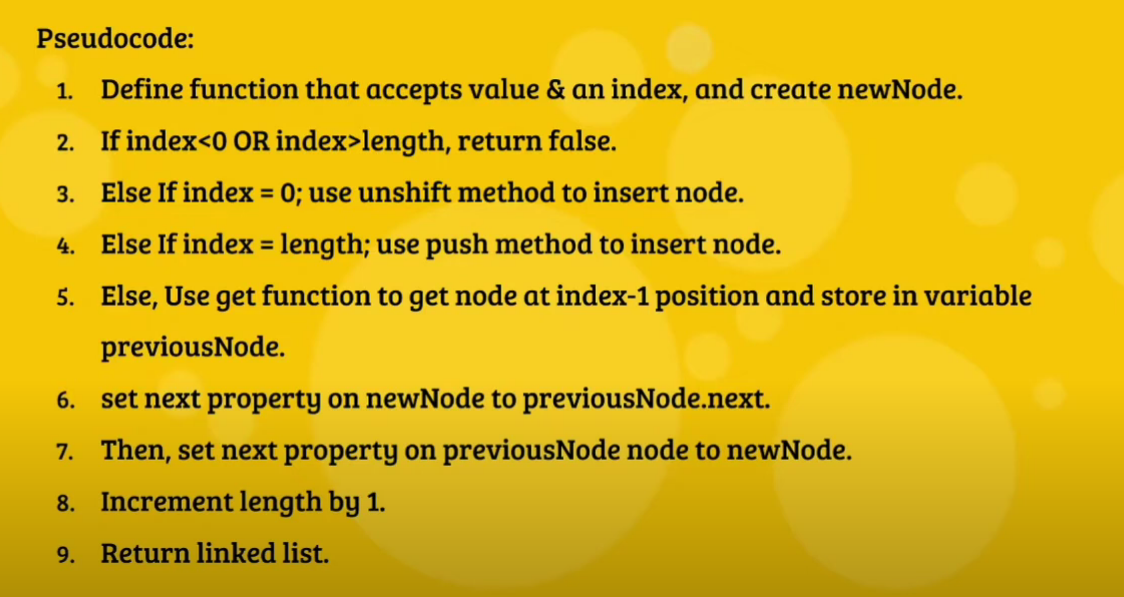 Pseudocode:
1. Define function that accepts value & an index, and create newNode.
2. If index<0 OR index>length, return false.
3. Else If index = 0; use unshift method to insert node.
4. Else If index = length; use push method to insert node.
5. Else, Use get function to get node at index-1 position and store in variable
previousNode.
6. set next property on newNode to previousNode.next.
7. Then, set next property on previousNode node to newNode.
8. Increment length by 1.
9. Return linked list.